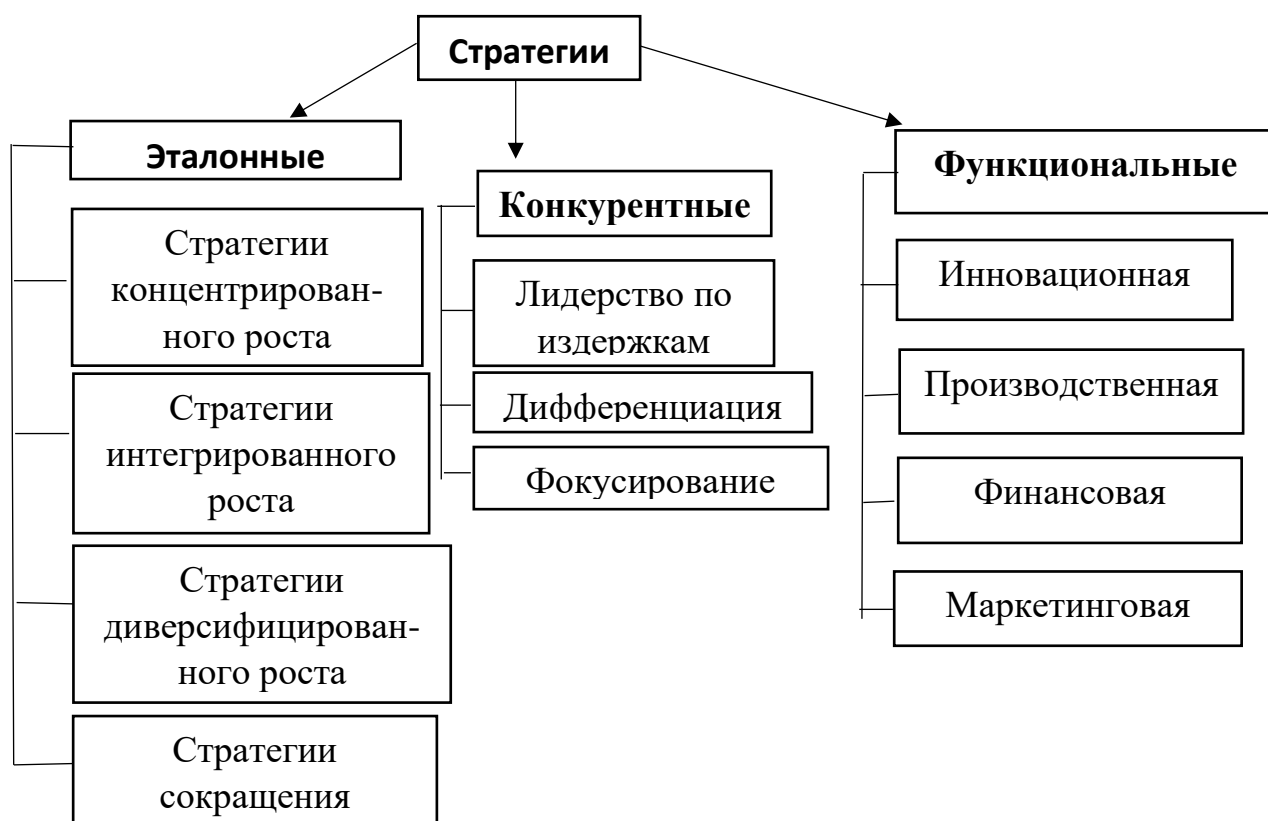 Стратегии
Эталонные
Стратегии
концентрирован-
ного роста
Стратегии
интегрированного
роста
Стратегии
диверсифицирован-
ного роста
Стратегии
сокращения
Конкурентные
Лидерство по
издержкам
Дифференциация
Фокусирование
Функциональные
Инновационная
Производственная
Финансовая
Маркетинговая